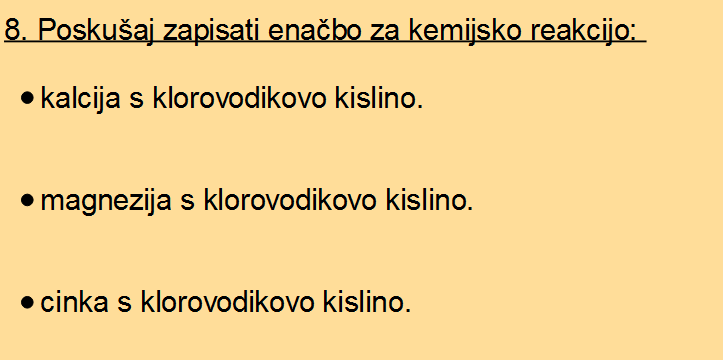 8. Poskušaj zapisati enačbo za kemijsko reakcijo:
• kalcija s klorovodikovo kislino.
• magnezija s klorovodikovo kislino.
• cinka s klorovodikovo kislino.